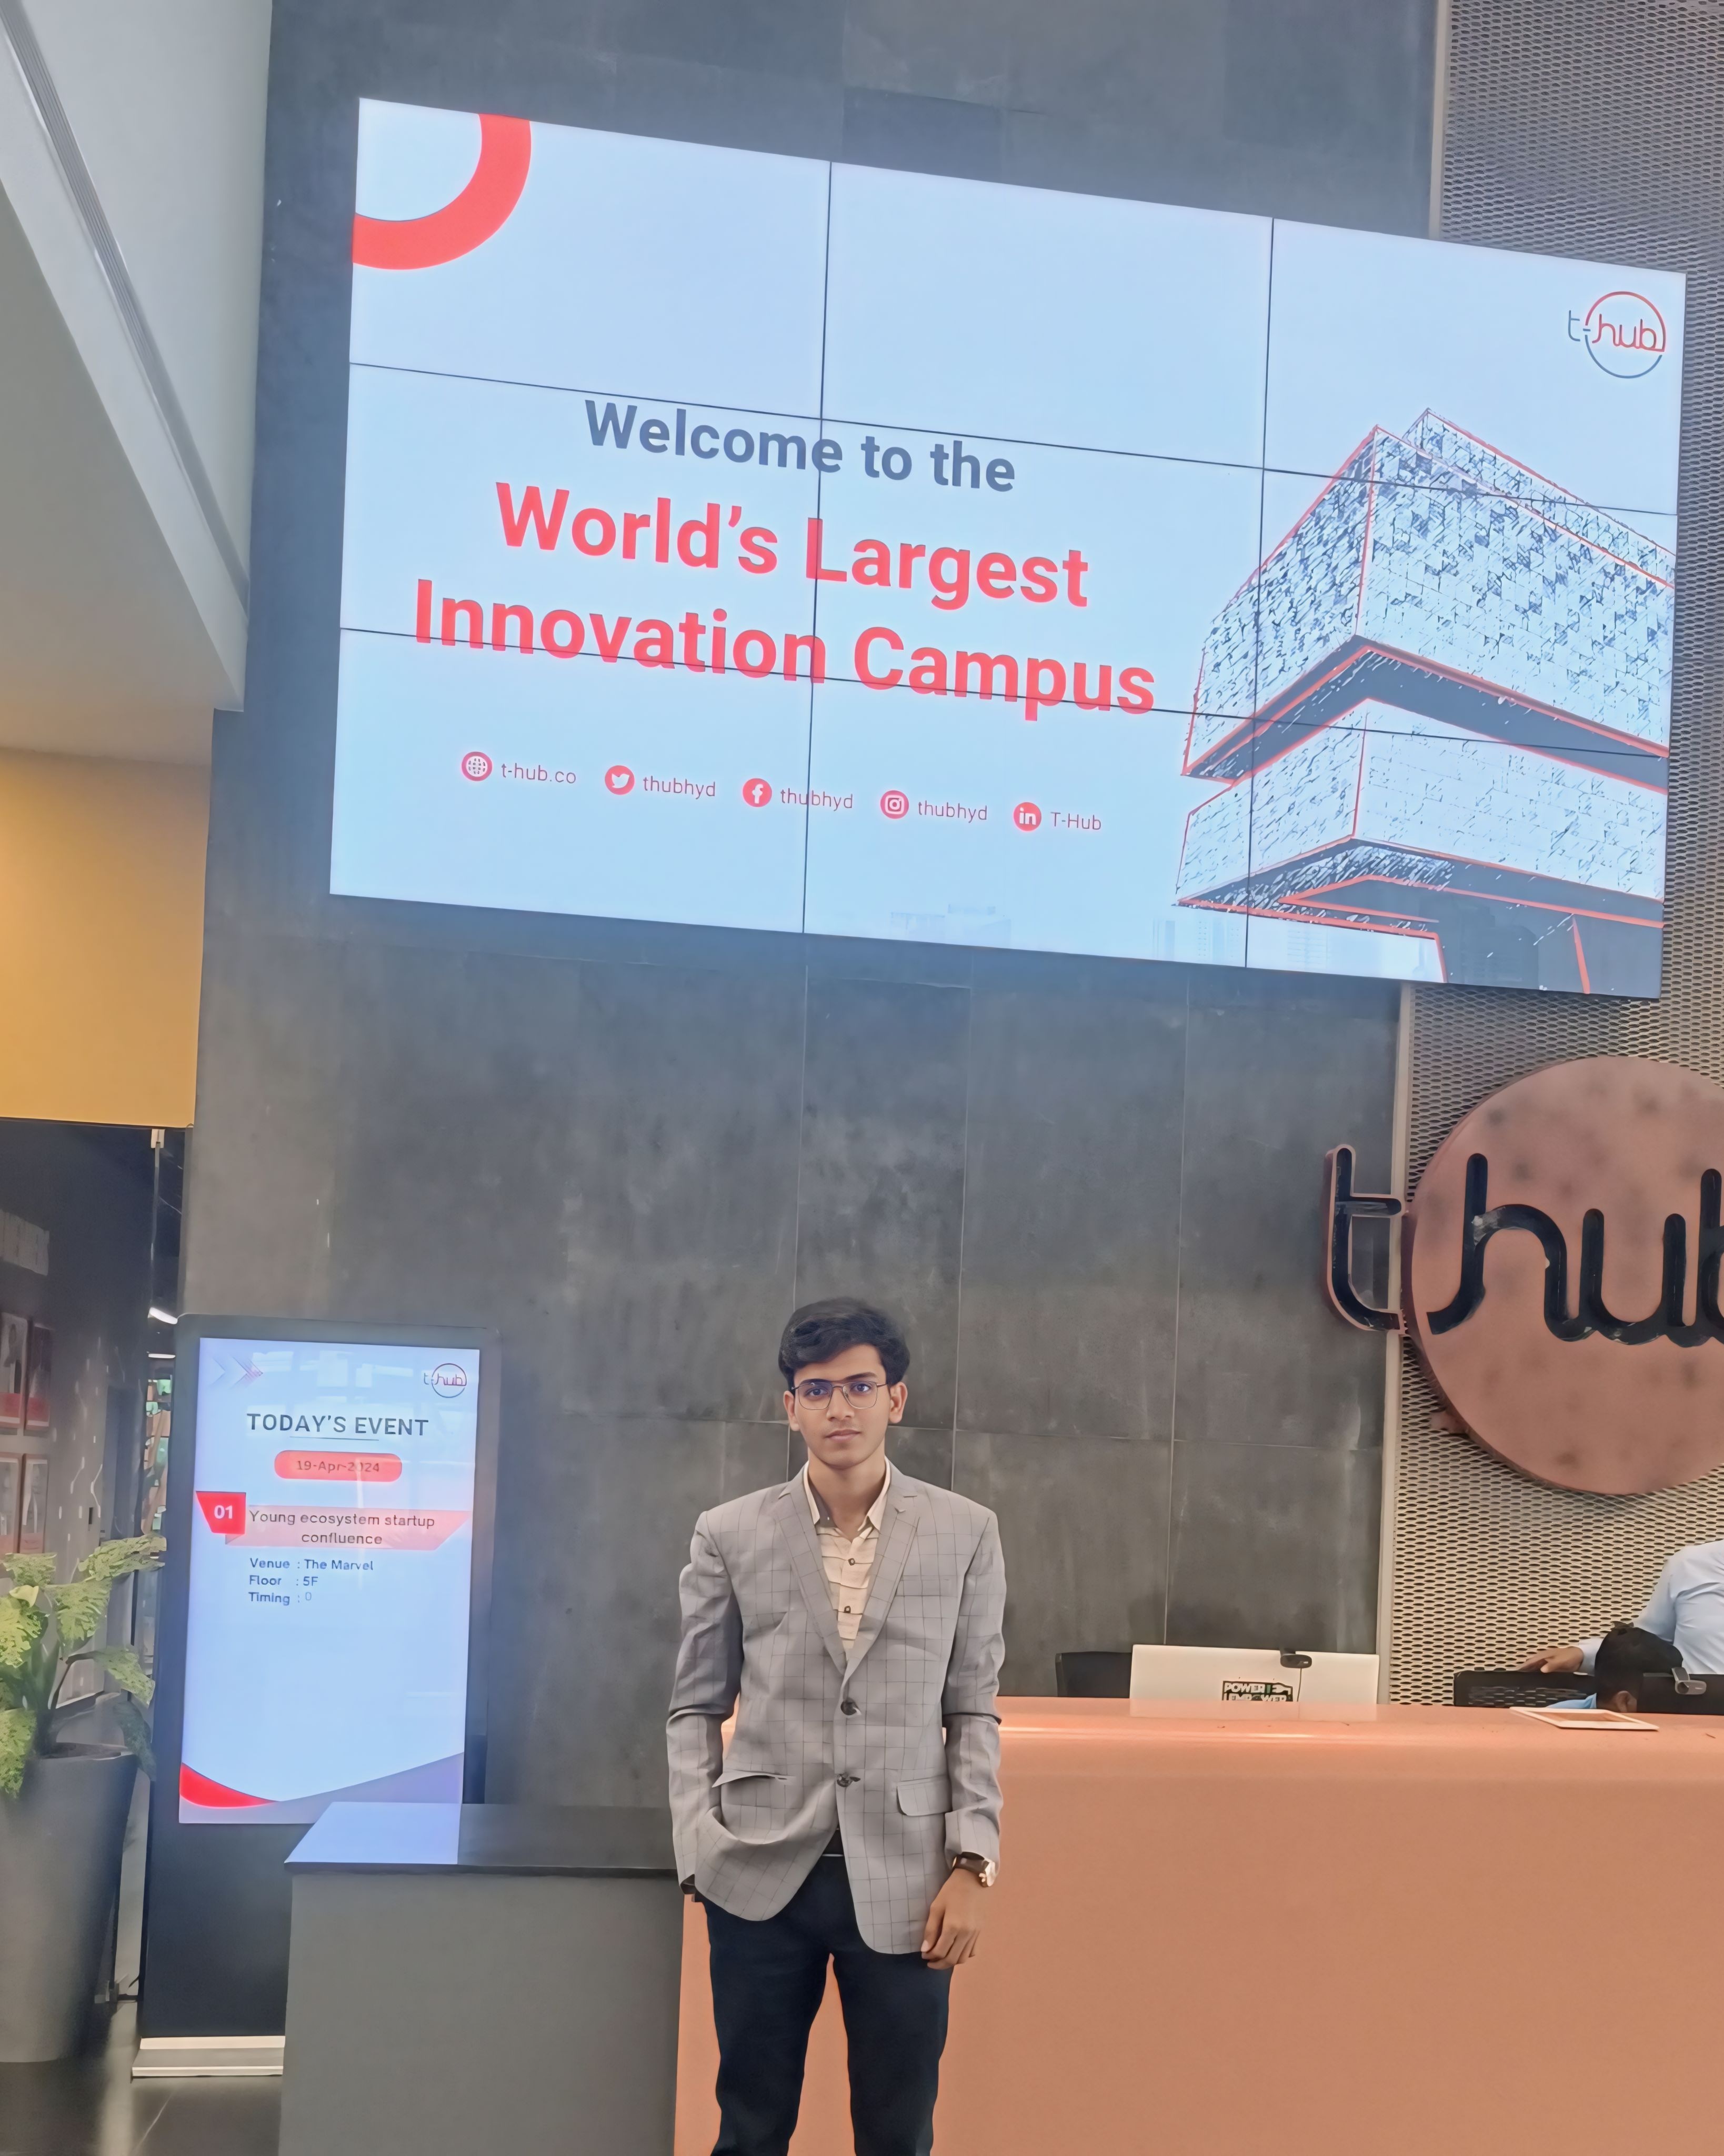 t-hub
Welcome to the
World's Largest
Innovation Campus
t-hub.co thubhyd thubhyd thubhyd T-Hub
t-hub
t-hub
TODAY'S EVENT
19-Apr-2024
01 Young ecosystem startup
confluence
Venue : The Marvel
Floor : 5F
Timing : 0